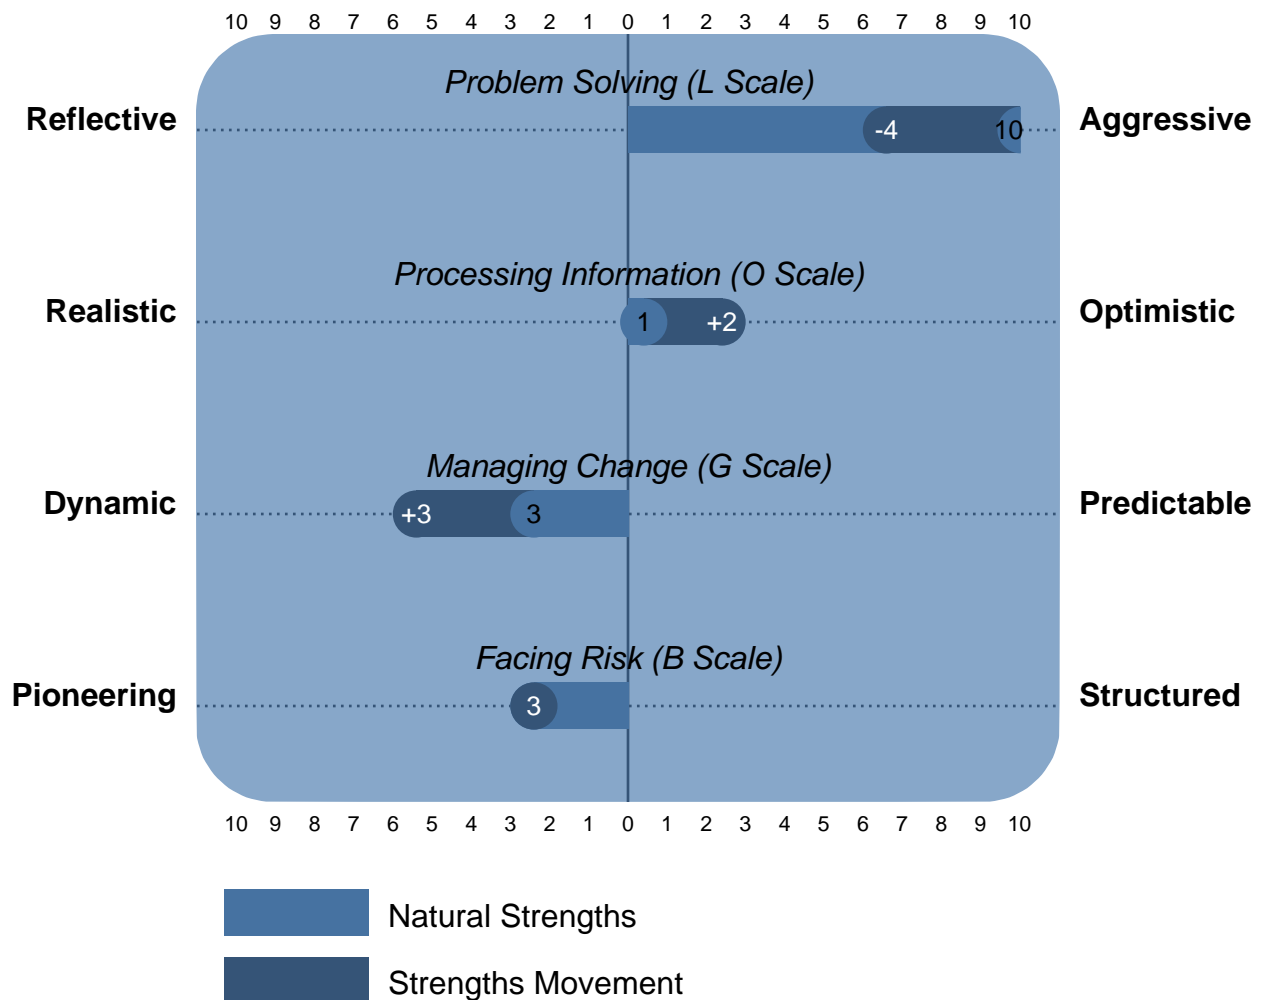 10 9 8 7 6 5 4 3 2 1 0 1 2 3 4 5 6 7 8 9 10
Problem Solving (L Scale)
Reflective -4 10 Aggressive
Processing Information (O Scale)
Realistic 1 +2 Optimistic
Managing Change (G Scale)
Dynamic +3 3 Predictable
Facing Risk (B Scale)
Pioneering 3 Structured
10 9 8 7 6 5 4 3 2 1 0 1 2 3 4 5 6 7 8 9 10
Natural Strengths
Strengths Movement